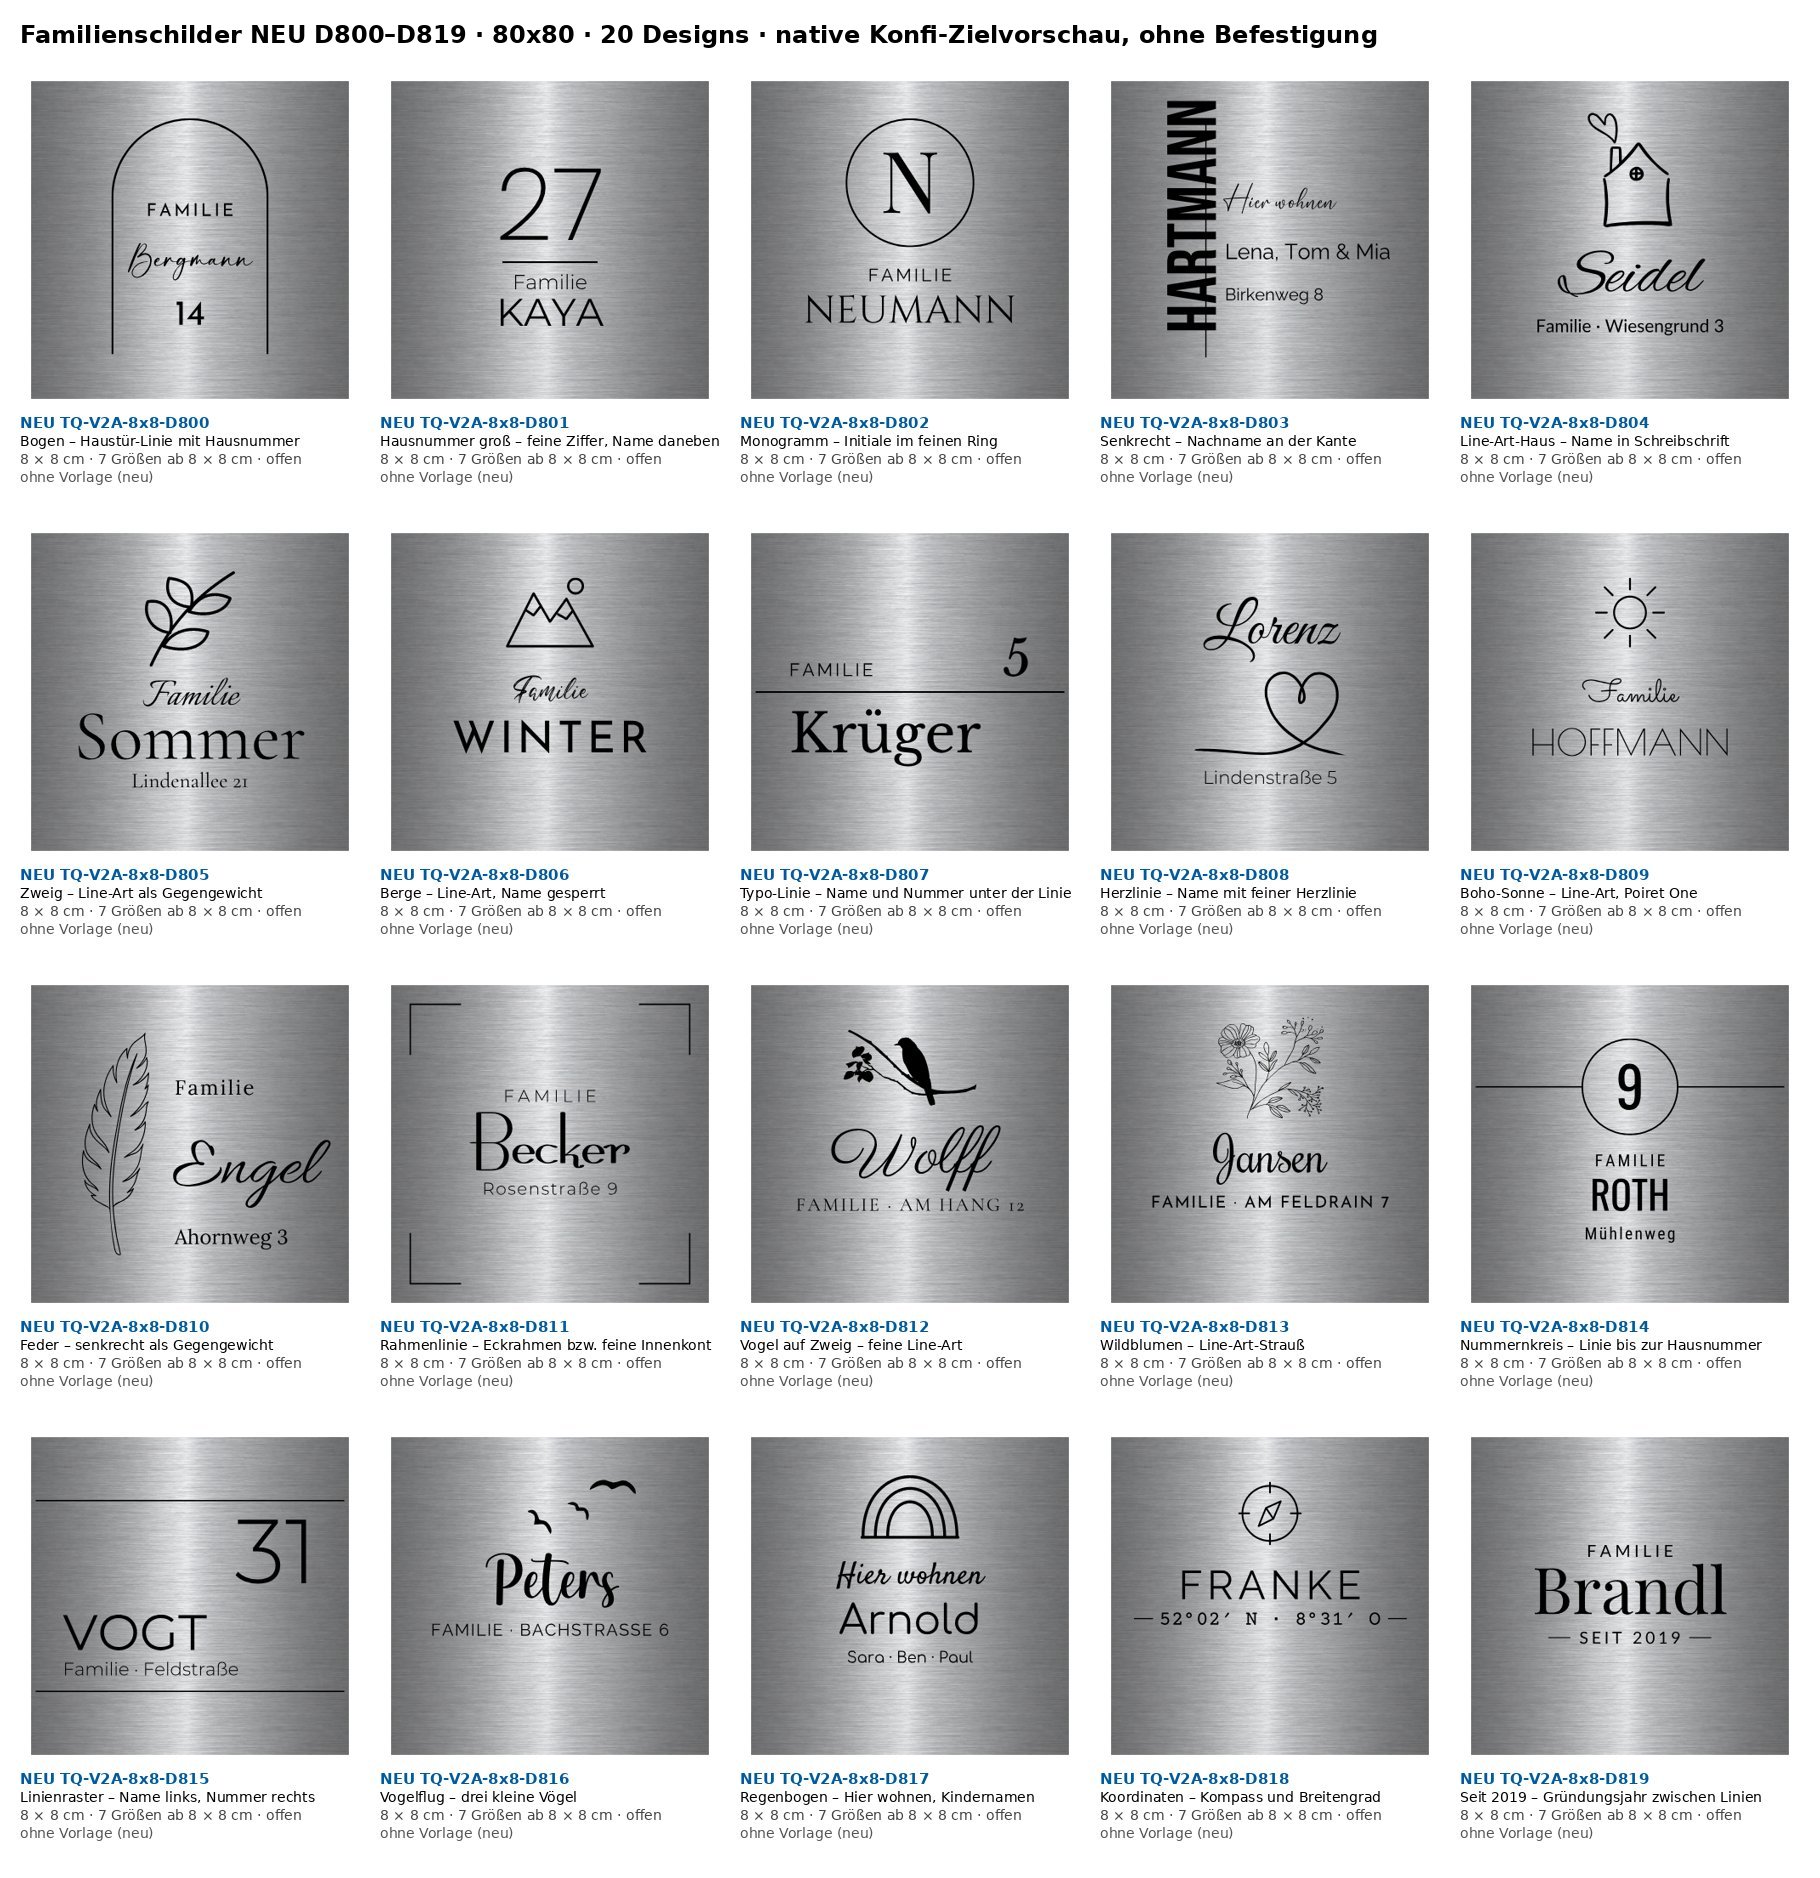 Familienschilder NEU D800–D819 · 80x80 · 20 Designs · native Konfi-Zielvorschau, ohne Befestigung
FAMILIE
Bergmann
14
NEU TQ-V2A-8x8-D800
Bogen – Haustür-Linie mit Hausnummer
8 × 8 cm · 7 Größen ab 8 × 8 cm · offen
ohne Vorlage (neu)
27
Familie
KAYA
NEU TQ-V2A-8x8-D801
Hausnummer groß – feine Ziffer, Name daneben
8 × 8 cm · 7 Größen ab 8 × 8 cm · offen
ohne Vorlage (neu)
N
FAMILIE
NEUMANN
NEU TQ-V2A-8x8-D802
Monogramm – Initiale im feinen Ring
8 × 8 cm · 7 Größen ab 8 × 8 cm · offen
ohne Vorlage (neu)
HARTMANN
Hier wohnen
Lena, Tom & Mia
Birkenweg 8
NEU TQ-V2A-8x8-D803
Senkrecht – Nachname an der Kante
8 × 8 cm · 7 Größen ab 8 × 8 cm · offen
ohne Vorlage (neu)
Seidel
Familie · Wiesengrund 3
NEU TQ-V2A-8x8-D804
Line-Art-Haus – Name in Schreibschrift
8 × 8 cm · 7 Größen ab 8 × 8 cm · offen
ohne Vorlage (neu)
Familie
Sommer
Lindenallee 21
NEU TQ-V2A-8x8-D805
Zweig – Line-Art als Gegengewicht
8 × 8 cm · 7 Größen ab 8 × 8 cm · offen
ohne Vorlage (neu)
Familie
WINTER
NEU TQ-V2A-8x8-D806
Berge – Line-Art, Name gesperrt
8 × 8 cm · 7 Größen ab 8 × 8 cm · offen
ohne Vorlage (neu)
FAMILIE
5
Krüger
NEU TQ-V2A-8x8-D807
Typo-Linie – Name und Nummer unter der Linie
8 × 8 cm · 7 Größen ab 8 × 8 cm · offen
ohne Vorlage (neu)
Lorenz
Lindenstraße 5
NEU TQ-V2A-8x8-D808
Herzlinie – Name mit feiner Herzlinie
8 × 8 cm · 7 Größen ab 8 × 8 cm · offen
ohne Vorlage (neu)
Familie
HOFFMANN
NEU TQ-V2A-8x8-D809
Boho-Sonne – Line-Art, Poiret One
8 × 8 cm · 7 Größen ab 8 × 8 cm · offen
ohne Vorlage (neu)
Familie
Engel
Ahornweg 3
NEU TQ-V2A-8x8-D810
Feder – senkrecht als Gegengewicht
8 × 8 cm · 7 Größen ab 8 × 8 cm · offen
ohne Vorlage (neu)
FAMILIE
Becker
Rosenstraße 9
NEU TQ-V2A-8x8-D811
Rahmenlinie – Eckrahmen bzw. feine Innenkont
8 × 8 cm · 7 Größen ab 8 × 8 cm · offen
ohne Vorlage (neu)
Wolff
FAMILIE · AM HANG 12
NEU TQ-V2A-8x8-D812
Vogel auf Zweig – feine Line-Art
8 × 8 cm · 7 Größen ab 8 × 8 cm · offen
ohne Vorlage (neu)
Jansen
FAMILIE · AM FELDRAIN 7
NEU TQ-V2A-8x8-D813
Wildblumen – Line-Art-Strauß
8 × 8 cm · 7 Größen ab 8 × 8 cm · offen
ohne Vorlage (neu)
9
FAMILIE
ROTH
Mühlenweg
NEU TQ-V2A-8x8-D814
Nummernkreis – Linie bis zur Hausnummer
8 × 8 cm · 7 Größen ab 8 × 8 cm · offen
ohne Vorlage (neu)
31
VOGT
Familie · Feldstraße
NEU TQ-V2A-8x8-D815
Linienraster – Name links, Nummer rechts
8 × 8 cm · 7 Größen ab 8 × 8 cm · offen
ohne Vorlage (neu)
Peters
FAMILIE · BACHSTRASSE 6
NEU TQ-V2A-8x8-D816
Vogelflug – drei kleine Vögel
8 × 8 cm · 7 Größen ab 8 × 8 cm · offen
ohne Vorlage (neu)
Hier wohnen
Arnold
Sara · Ben · Paul
NEU TQ-V2A-8x8-D817
Regenbogen – Hier wohnen, Kindernamen
8 × 8 cm · 7 Größen ab 8 × 8 cm · offen
ohne Vorlage (neu)
FRANKE
52°02′ N · 8°31′ O
NEU TQ-V2A-8x8-D818
Koordinaten – Kompass und Breitengrad
8 × 8 cm · 7 Größen ab 8 × 8 cm · offen
ohne Vorlage (neu)
FAMILIE
Brandl
SEIT 2019
NEU TQ-V2A-8x8-D819
Seit 2019 – Gründungsjahr zwischen Linien
8 × 8 cm · 7 Größen ab 8 × 8 cm · offen
ohne Vorlage (neu)